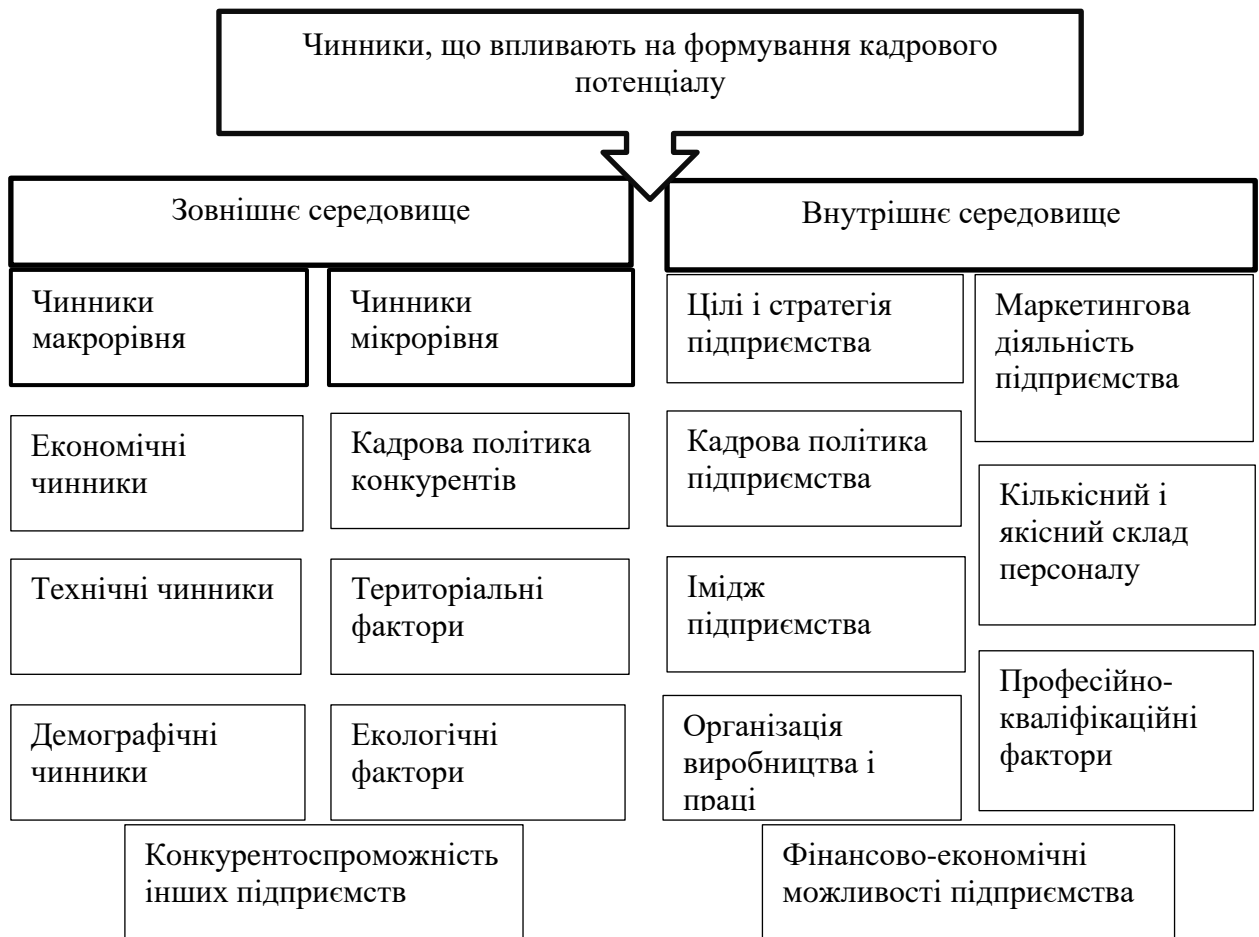 Чинники, що впливають на формування кадрового
потенціалу
Зовнішнє середовище
Внутрішнє середовище
Чинники
макрорівня
Чинники
мікрорівня
Цілі і стратегія
підприємства
Маркетингова
діяльність
підприємства
Економічні
чинники
Кадрова політика
конкурентів
Кадрова політика
підприємства
Кількісний і
якісний склад
персоналу
Технічні чинники
Територіальні
фактори
Імідж
підприємства
Професійно-
кваліфікаційні
фактори
Демографічні
чинники
Екологічні
фактори
Організація
виробництва і
праці
Конкурентоспроможність
інших підприємств
Фінансово-економічні
можливості підприємства